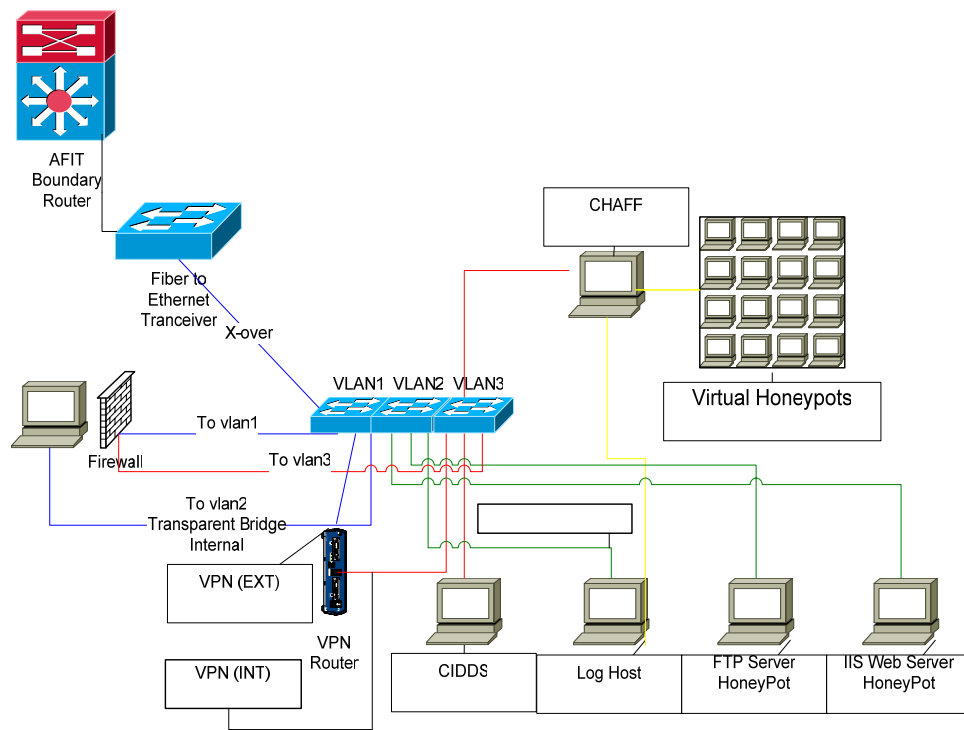 AFIT
Boundary
Router
Fiber to
Ethernet
Tranceiver
X-over
CHAFF
Virtual Honeypots
VLAN1 VLAN2 VLAN3
To vlan1
Firewall
To vlan3
To vlan2
Transparent Bridge
Internal
VPN (EXT)
VPN
Router
VPN (INT)
CIDDS
Log Host
FTP Server
HoneyPot
IIS Web Server
HoneyPot